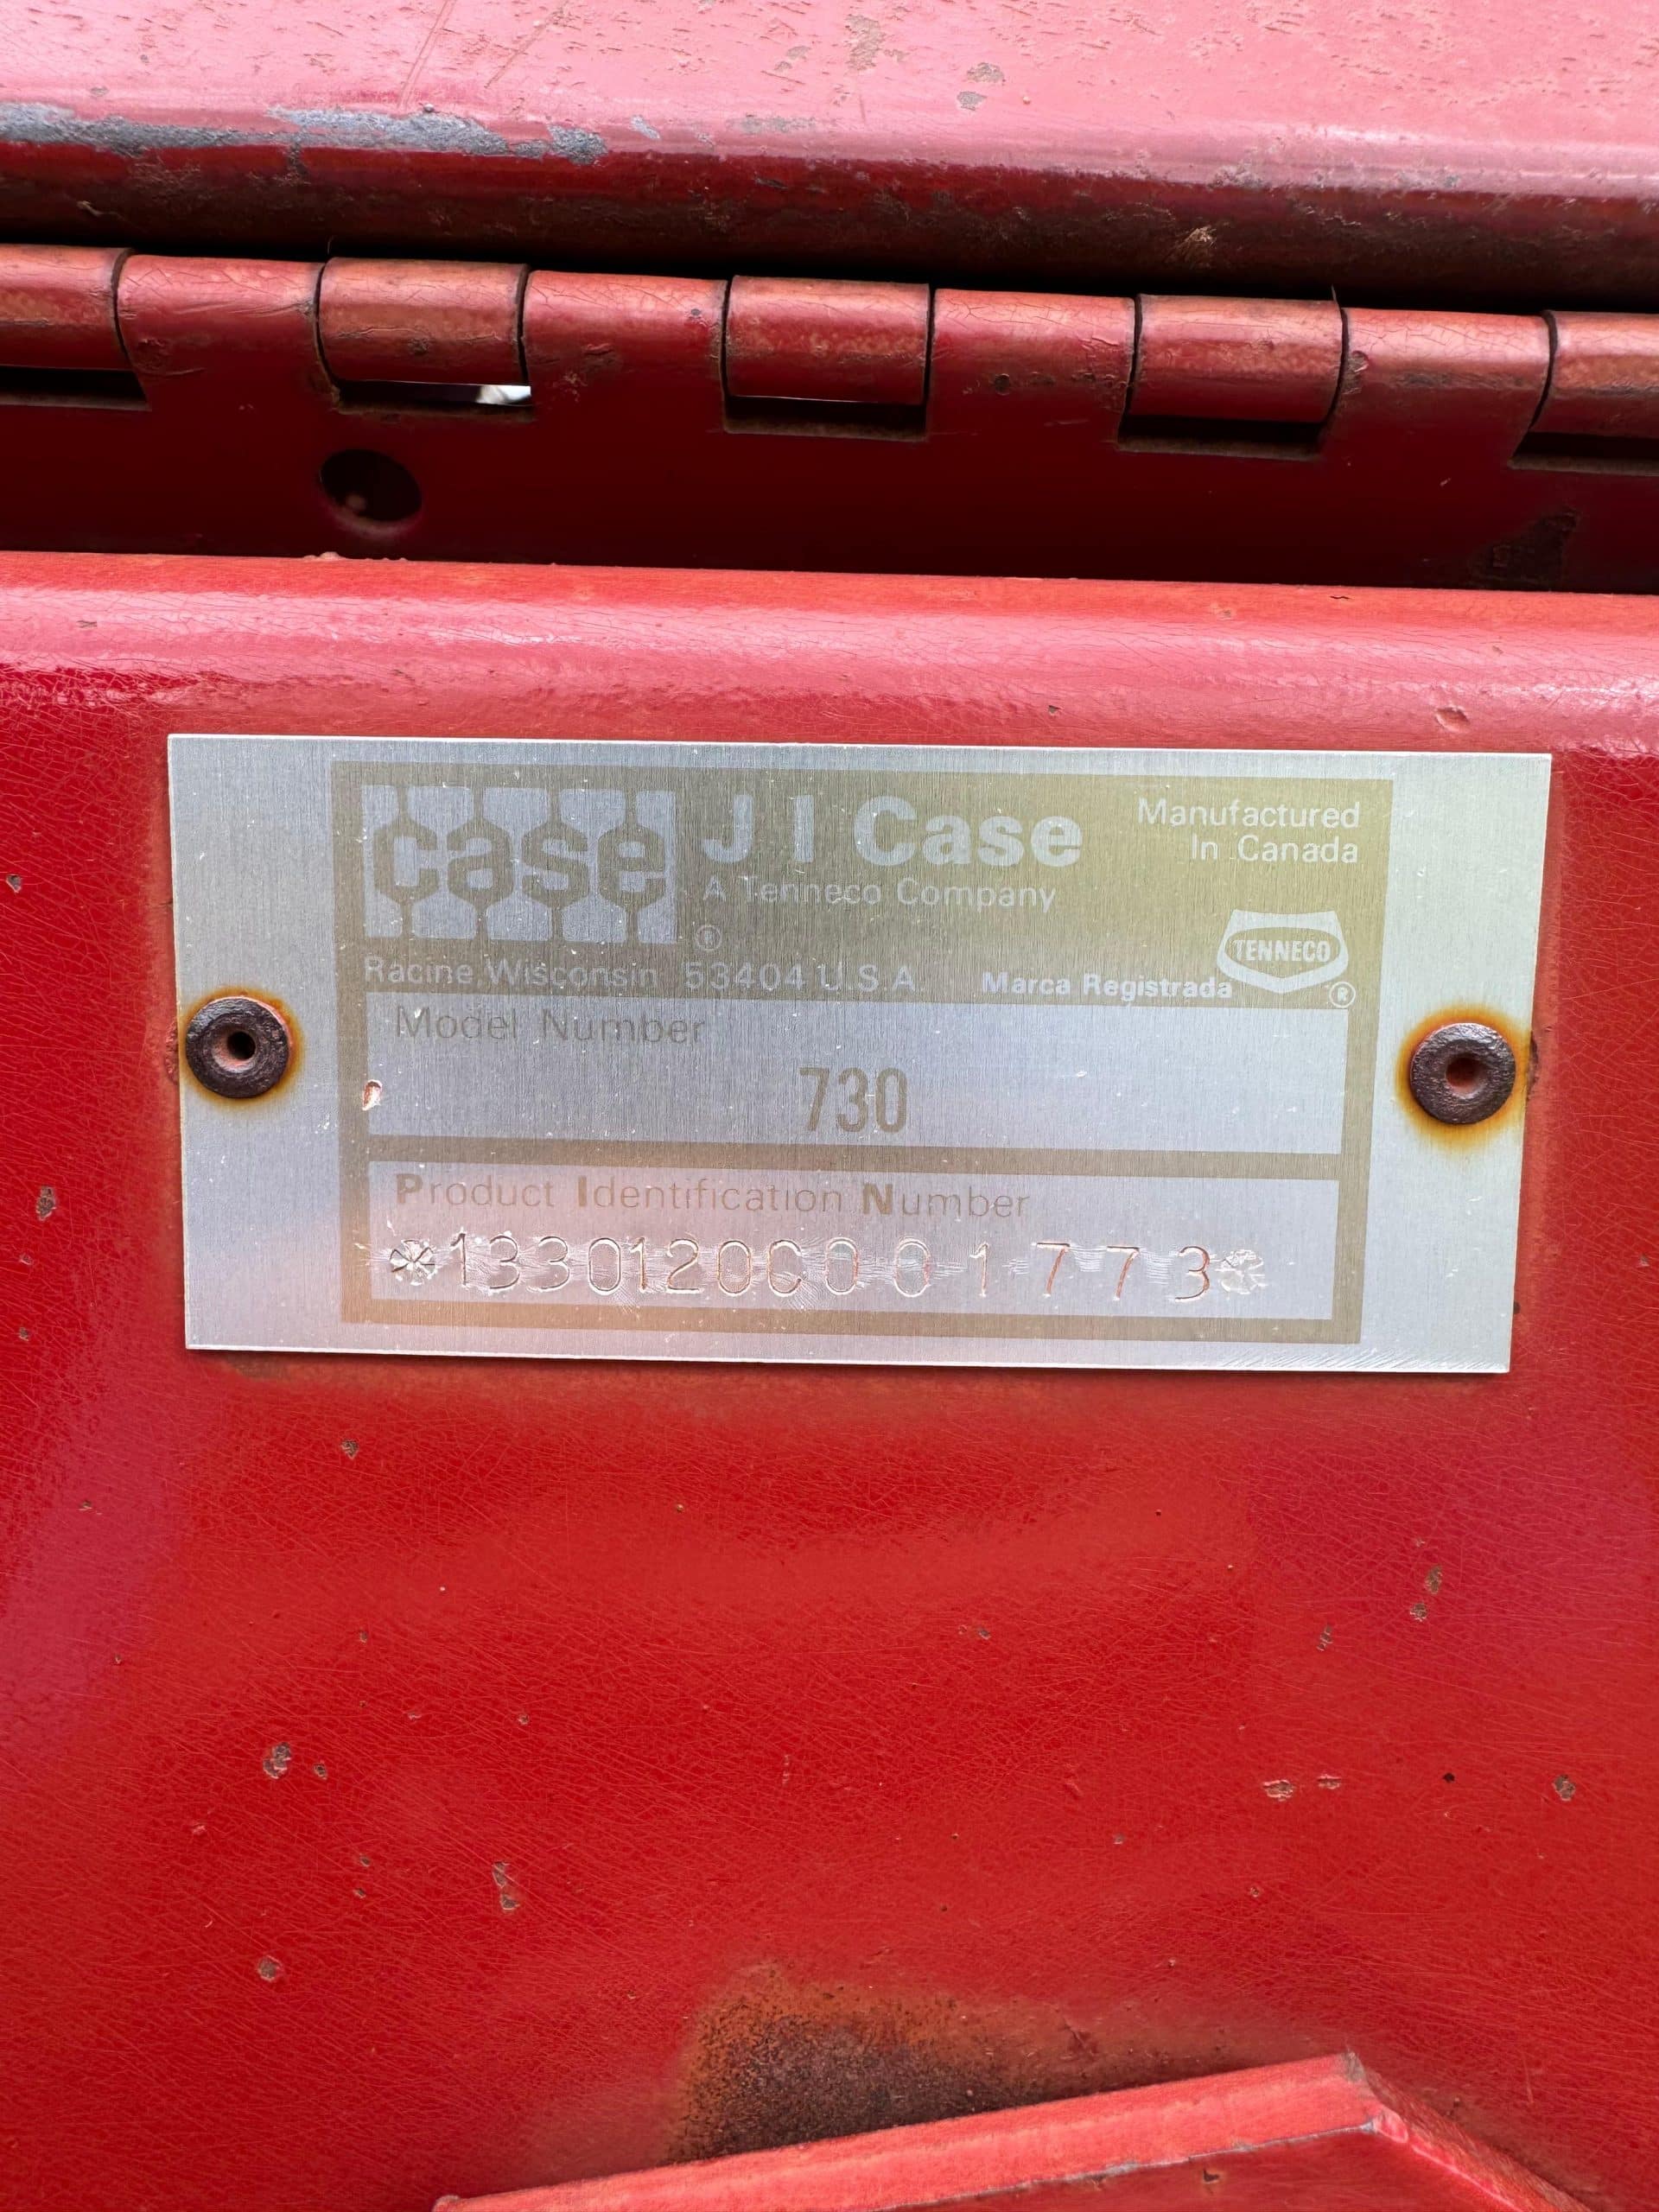 case
®
J I Case
A Tenneco Company
Manufactured
In Canada
Racine, Wisconsin 53404 U.S.A.
Marca Registrada
TENNECO
®
Model Number
730
Product Identification Number
*1330120C001773*